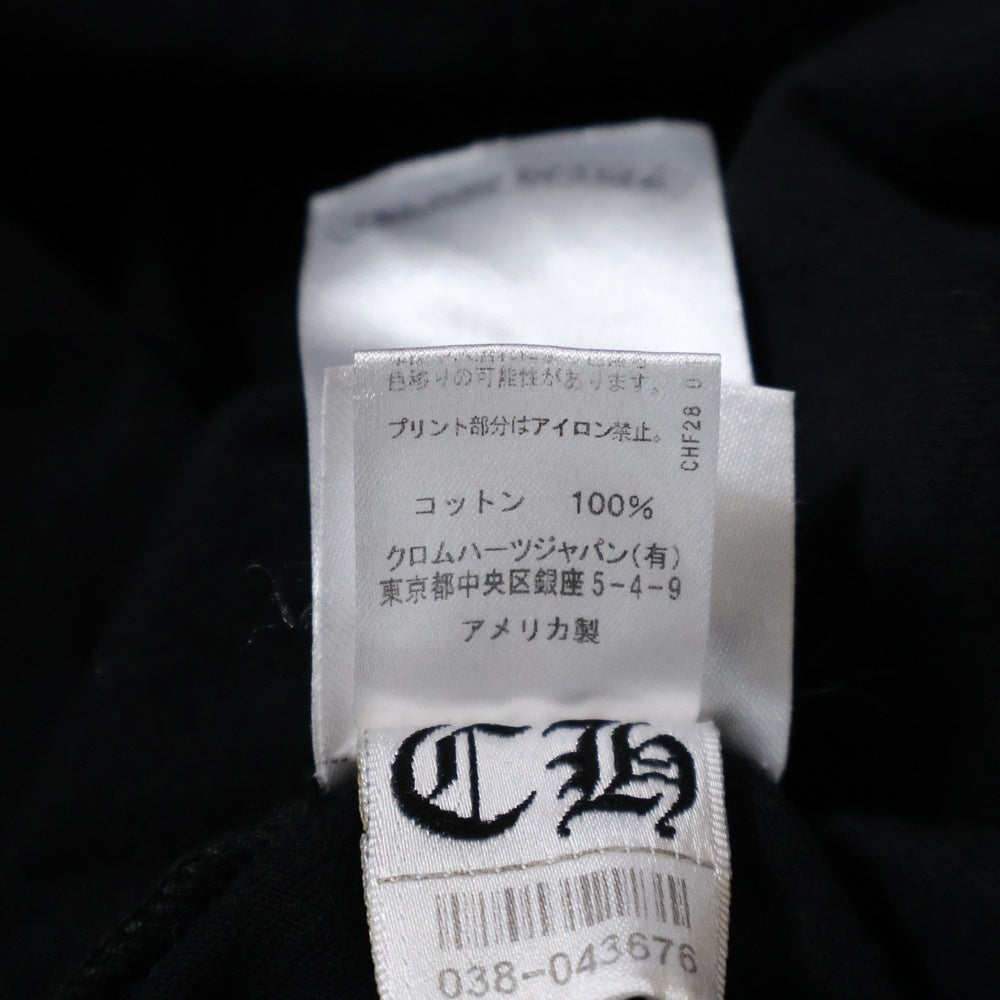 色移りの可能性があります。
プリント部分はアイロン禁止。
CHF28
コットン 100%
クロムハーツジャパン(有)
東京都中央区銀座5-4-9
アメリカ製
CH
038-043676